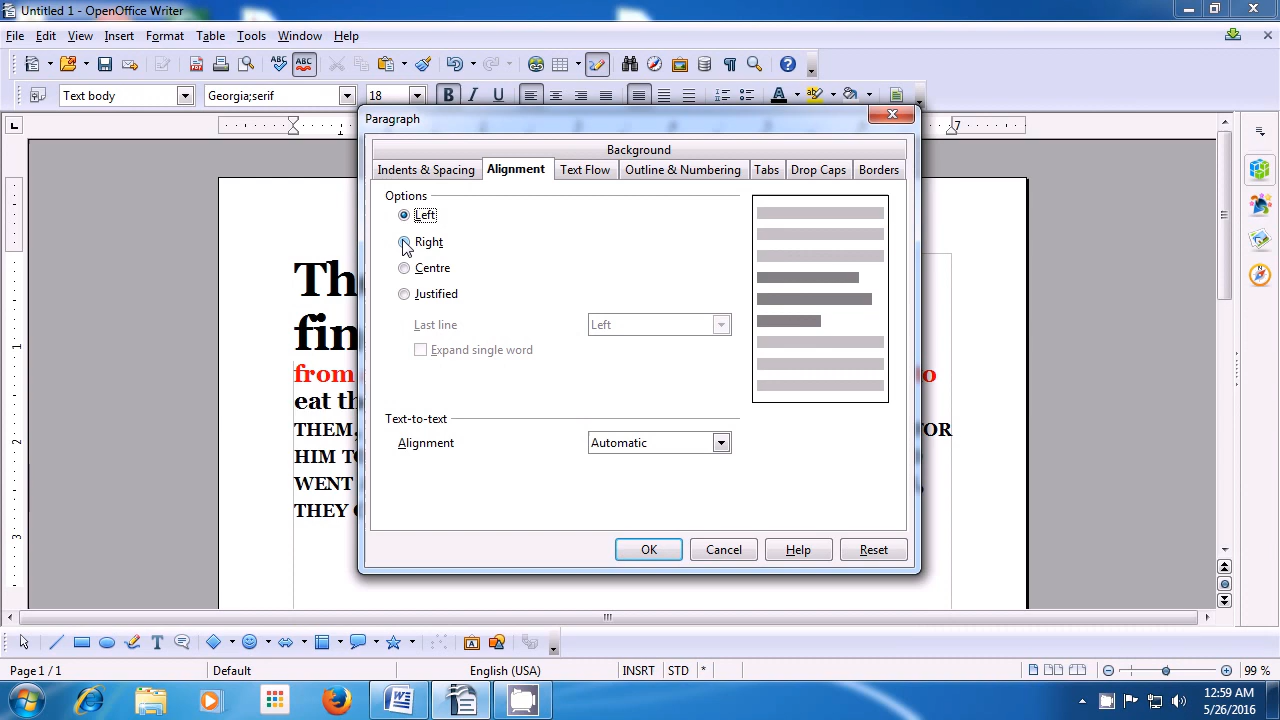 Untitled 1 - OpenOffice Writer
File Edit View Insert Format Table Tools Window Help
Text body Georgia;serif 18
Paragraph
7
Background
Indents & Spacing Alignment Text Flow Outline & Numbering Tabs Drop Caps Borders
Options
Left
Right
Centre
Justified
Last line Left
Expand single word
Text-to-text
Alignment Automatic
OK Cancel Help Reset
Th
fin
from
eat th
THEM,
HIM TO
WENT
THEY
1
2
3
Page 1 / 1 Default English (USA) INSRT STD * 99 %
12:59 AM
5/26/2016